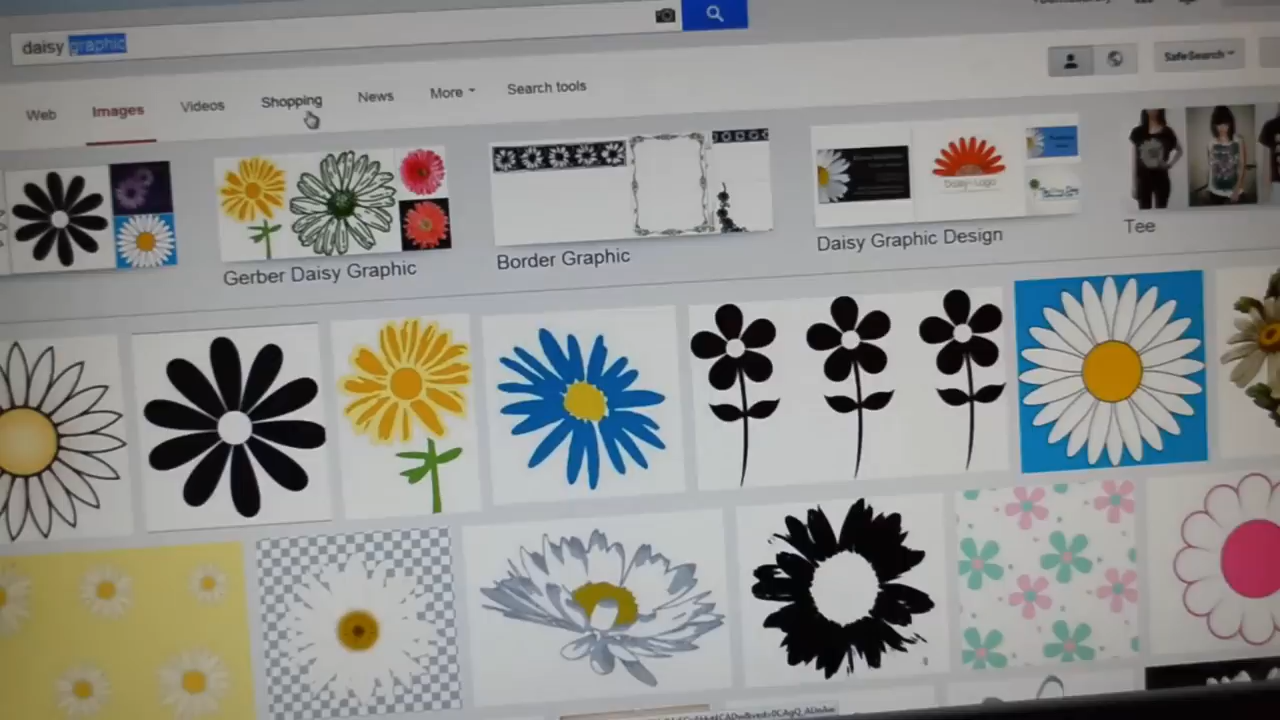 daisy graphic
Web Images Videos Shopping News More Search tools
SafeSearch
Gerber Daisy Graphic
Border Graphic
Daisy Graphic Design
Tee